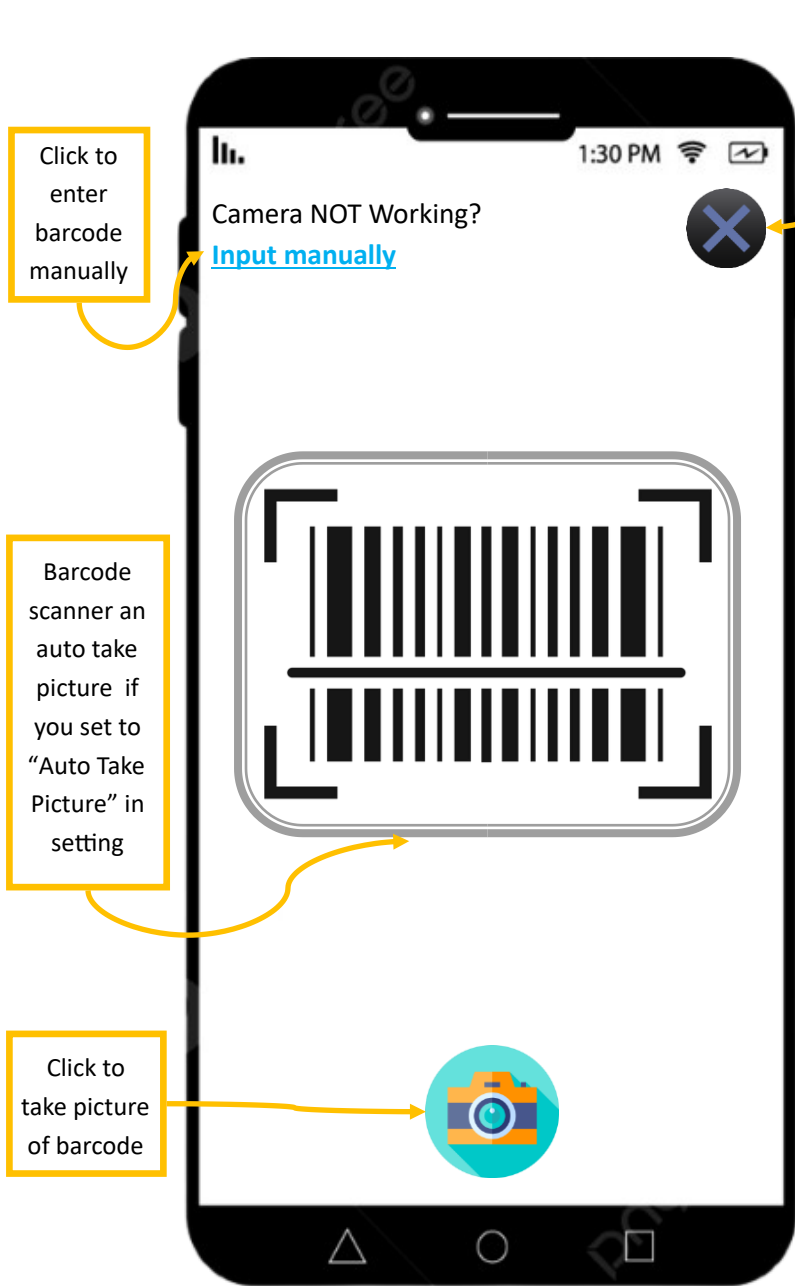 Click to
enter
barcode
manually
1:30 PM
Camera NOT Working?
Input manually
Barcode
scanner an
auto take
picture if
you set to
“Auto Take
Picture” in
setting
Click to
take picture
of barcode